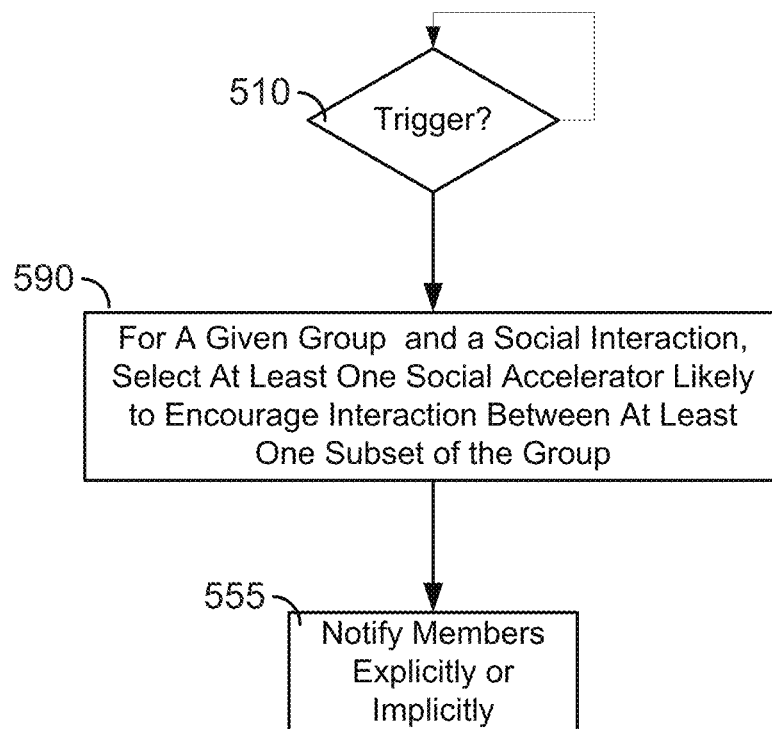 510
Trigger?
590
For A Given Group and a Social Interaction,
Select At Least One Social Accelerator Likely
to Encourage Interaction Between At Least
One Subset of the Group
555
Notify Members
Explicitly or
Implicitly